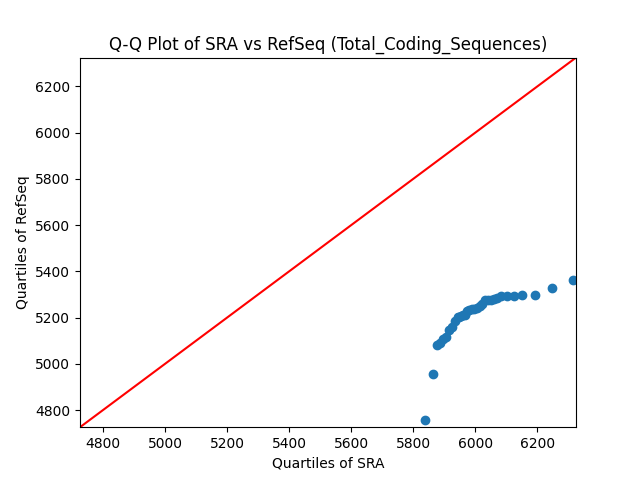 Q-Q Plot of SRA vs RefSeq (Total_Coding_Sequences)
Quartiles of RefSeq
6200
6000
5800
5600
5400
5200
5000
4800
4800 5000 5200 5400 5600 5800 6000 6200
Quartiles of SRA